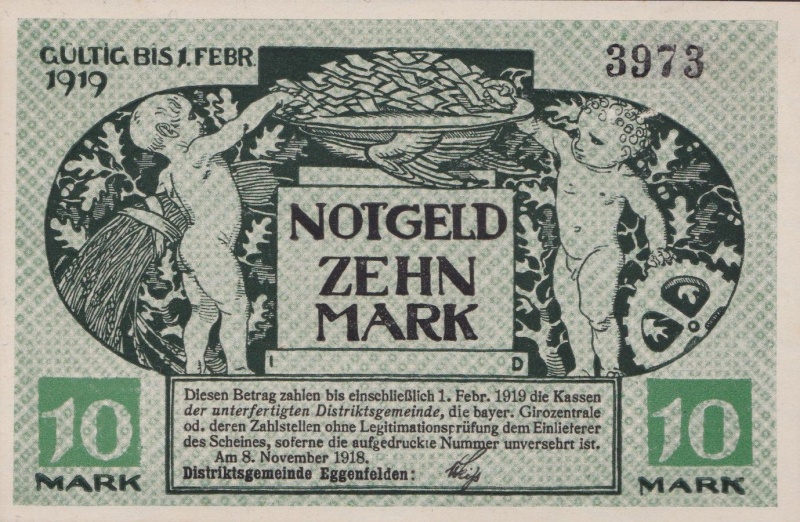 GÜLTIG BIS 1. FEBR.
1919
3973
NOTGELD
ZEHN
MARK
I D
Diesen Betrag zahlen bis einschließlich 1. Febr. 1919 die Kassen
der unterfertigten Distriktsgemeinde, die bayer. Girozentrale
od. deren Zahlstellen ohne Legitimationsprüfung dem Einlieferer
des Scheines, soferne die aufgedruckte Nummer unversehrt ist.
Am 8. November 1918.
Distriktsgemeinde Eggenfelden:
10
MARK
10
MARK